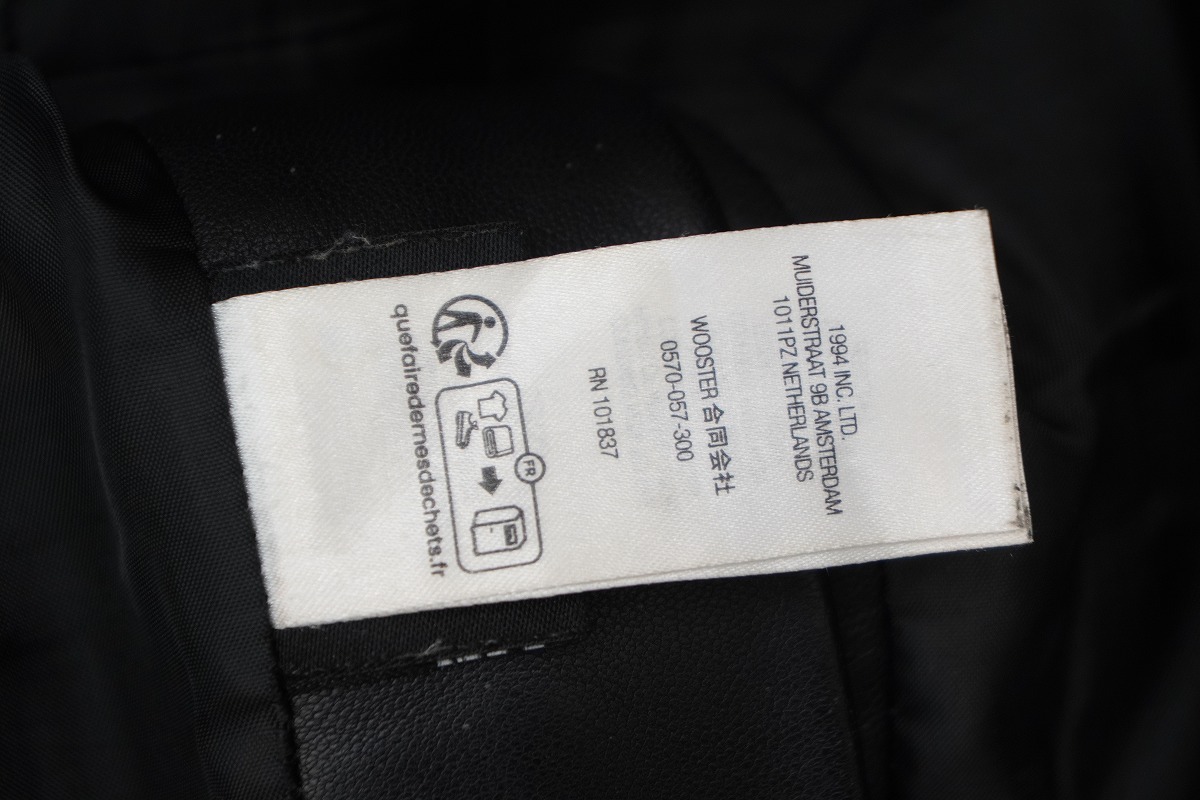 1994 INC. LTD.
MUIDERSTRAAT 9B AMSTERDAM
1011PZ NETHERLANDS
WOOSTER 合同会社
0570-057-300
RN 101837
FR
quefairedemesdechets.fr